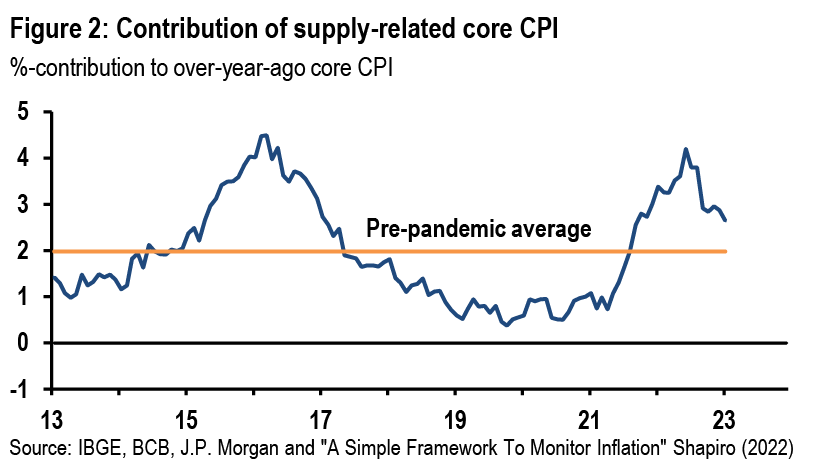 Figure 2: Contribution of supply-related core CPI
%-contribution to over-year-ago core CPI
5
4
3
Pre-pandemic average
2
1
0
-1
13 15 17 19 21 23
Source: IBGE, BCB, J.P. Morgan and "A Simple Framework To Monitor Inflation" Shapiro (2022)